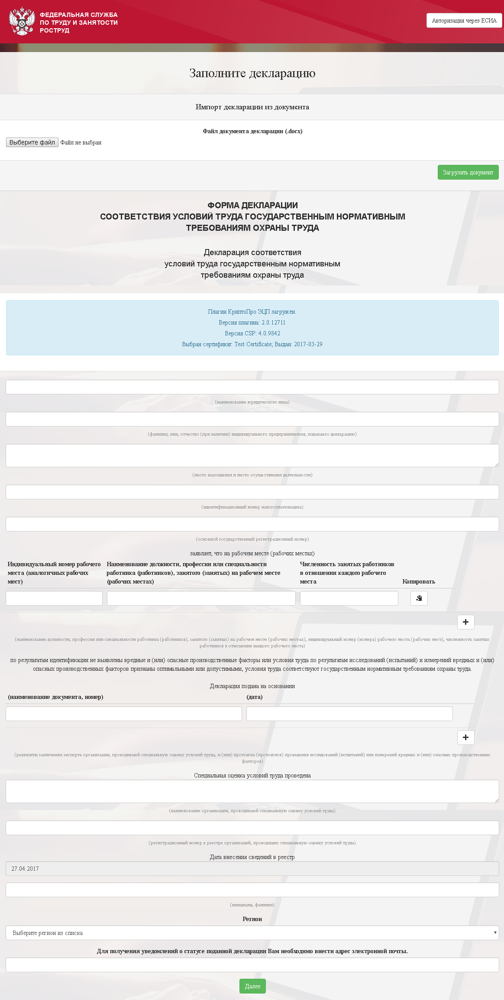 ФЕДЕРАЛЬНАЯ СЛУЖБА
ПО ТРУДУ И ЗАНЯТОСТИ
РОСТРУД
Авторизация через ЕСИА
Заполните декларацию
Импорт декларации из документа
Файл документа декларации (.docx)
Выберите файл Файл не выбран
Загрузить документ
ФОРМА ДЕКЛАРАЦИИ
СООТВЕТСТВИЯ УСЛОВИЙ ТРУДА ГОСУДАРСТВЕННЫМ НОРМАТИВНЫМ
ТРЕБОВАНИЯМ ОХРАНЫ ТРУДА
Декларация соответствия
условий труда государственным нормативным
требованиям охраны труда
Плагин КриптоПро ЭЦП загружен.
Версия плагина: 2.0.12711
Версия CSP: 4.0.9842
Выбран сертификат: Test Certificate; Выдан: 2017-03-29
(наименование юридического лица)
(фамилия, имя, отчество (при наличии) индивидуального предпринимателя, подавшего декларацию)
(место нахождения и место осуществления деятельности)
(идентификационный номер налогоплательщика)
(основной государственный регистрационный номер)
заявляет, что на рабочем месте (рабочих местах)
Индивидуальный номер рабочего места (аналогичных рабочих мест)
Наименование должности, профессии или специальности работника (работников), занятого (занятых) на рабочем месте (рабочих местах)
Численность занятых работников в отношении каждого рабочего места
Копировать
(наименование должности, профессии или специальности работника (работников), занятого (занятых) на рабочем месте (рабочих местах), индивидуальный номер (номера) рабочего места (рабочих мест), численность занятых
работников в отношении каждого рабочего места)
по результатам идентификации не выявлены вредные и (или) опасные производственные факторы или условия труда по результатам исследований (испытаний) и измерений вредных и (или)
опасных производственных факторов признаны оптимальными или допустимыми, условия труда соответствуют государственным нормативным требованиям охраны труда.
Декларация подана на основании
(наименование документа, номер) (дата)
(реквизиты заключения эксперта организации, проводившей специальную оценку условий труда, и (или) протокола (протоколов) проведения исследований (испытаний) или измерений вредных и (или) опасных производственных
факторов)
Специальная оценка условий труда проведена
(наименование организации, проводившей специальную оценку условий труда)
(регистрационный номер в реестре организаций, проводящих специальную оценку условий труда)
Дата внесения сведений в реестр
27.04.2017
(инициалы, фамилия)
Регион
Выберите регион из списка
Для получения уведомлений о статусе поданной декларации Вам необходимо внести адрес электронной почты.
Далее